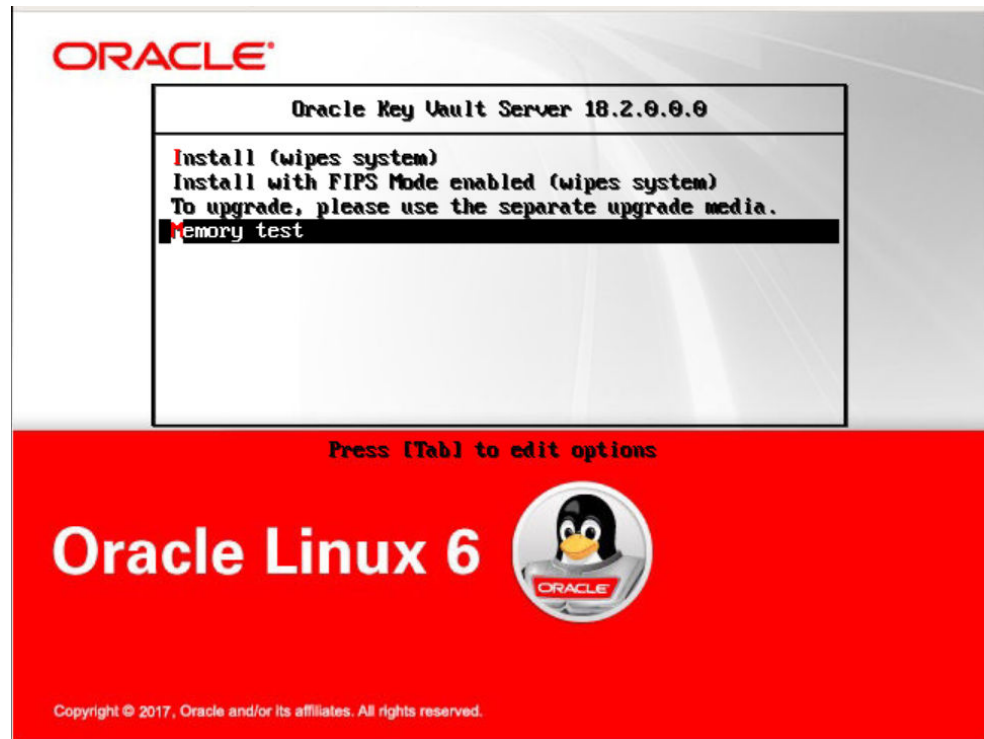 ORACLE
Oracle Key Vault Server 18.2.0.0.0
Install (wipes system)
Install with FIPS Mode enabled (wipes system)
To upgrade, please use the separate upgrade media.
Memory test
Press [Tab] to edit options
Oracle Linux 6
ORACLE
Copyright © 2017, Oracle and/or its affiliates. All rights reserved.